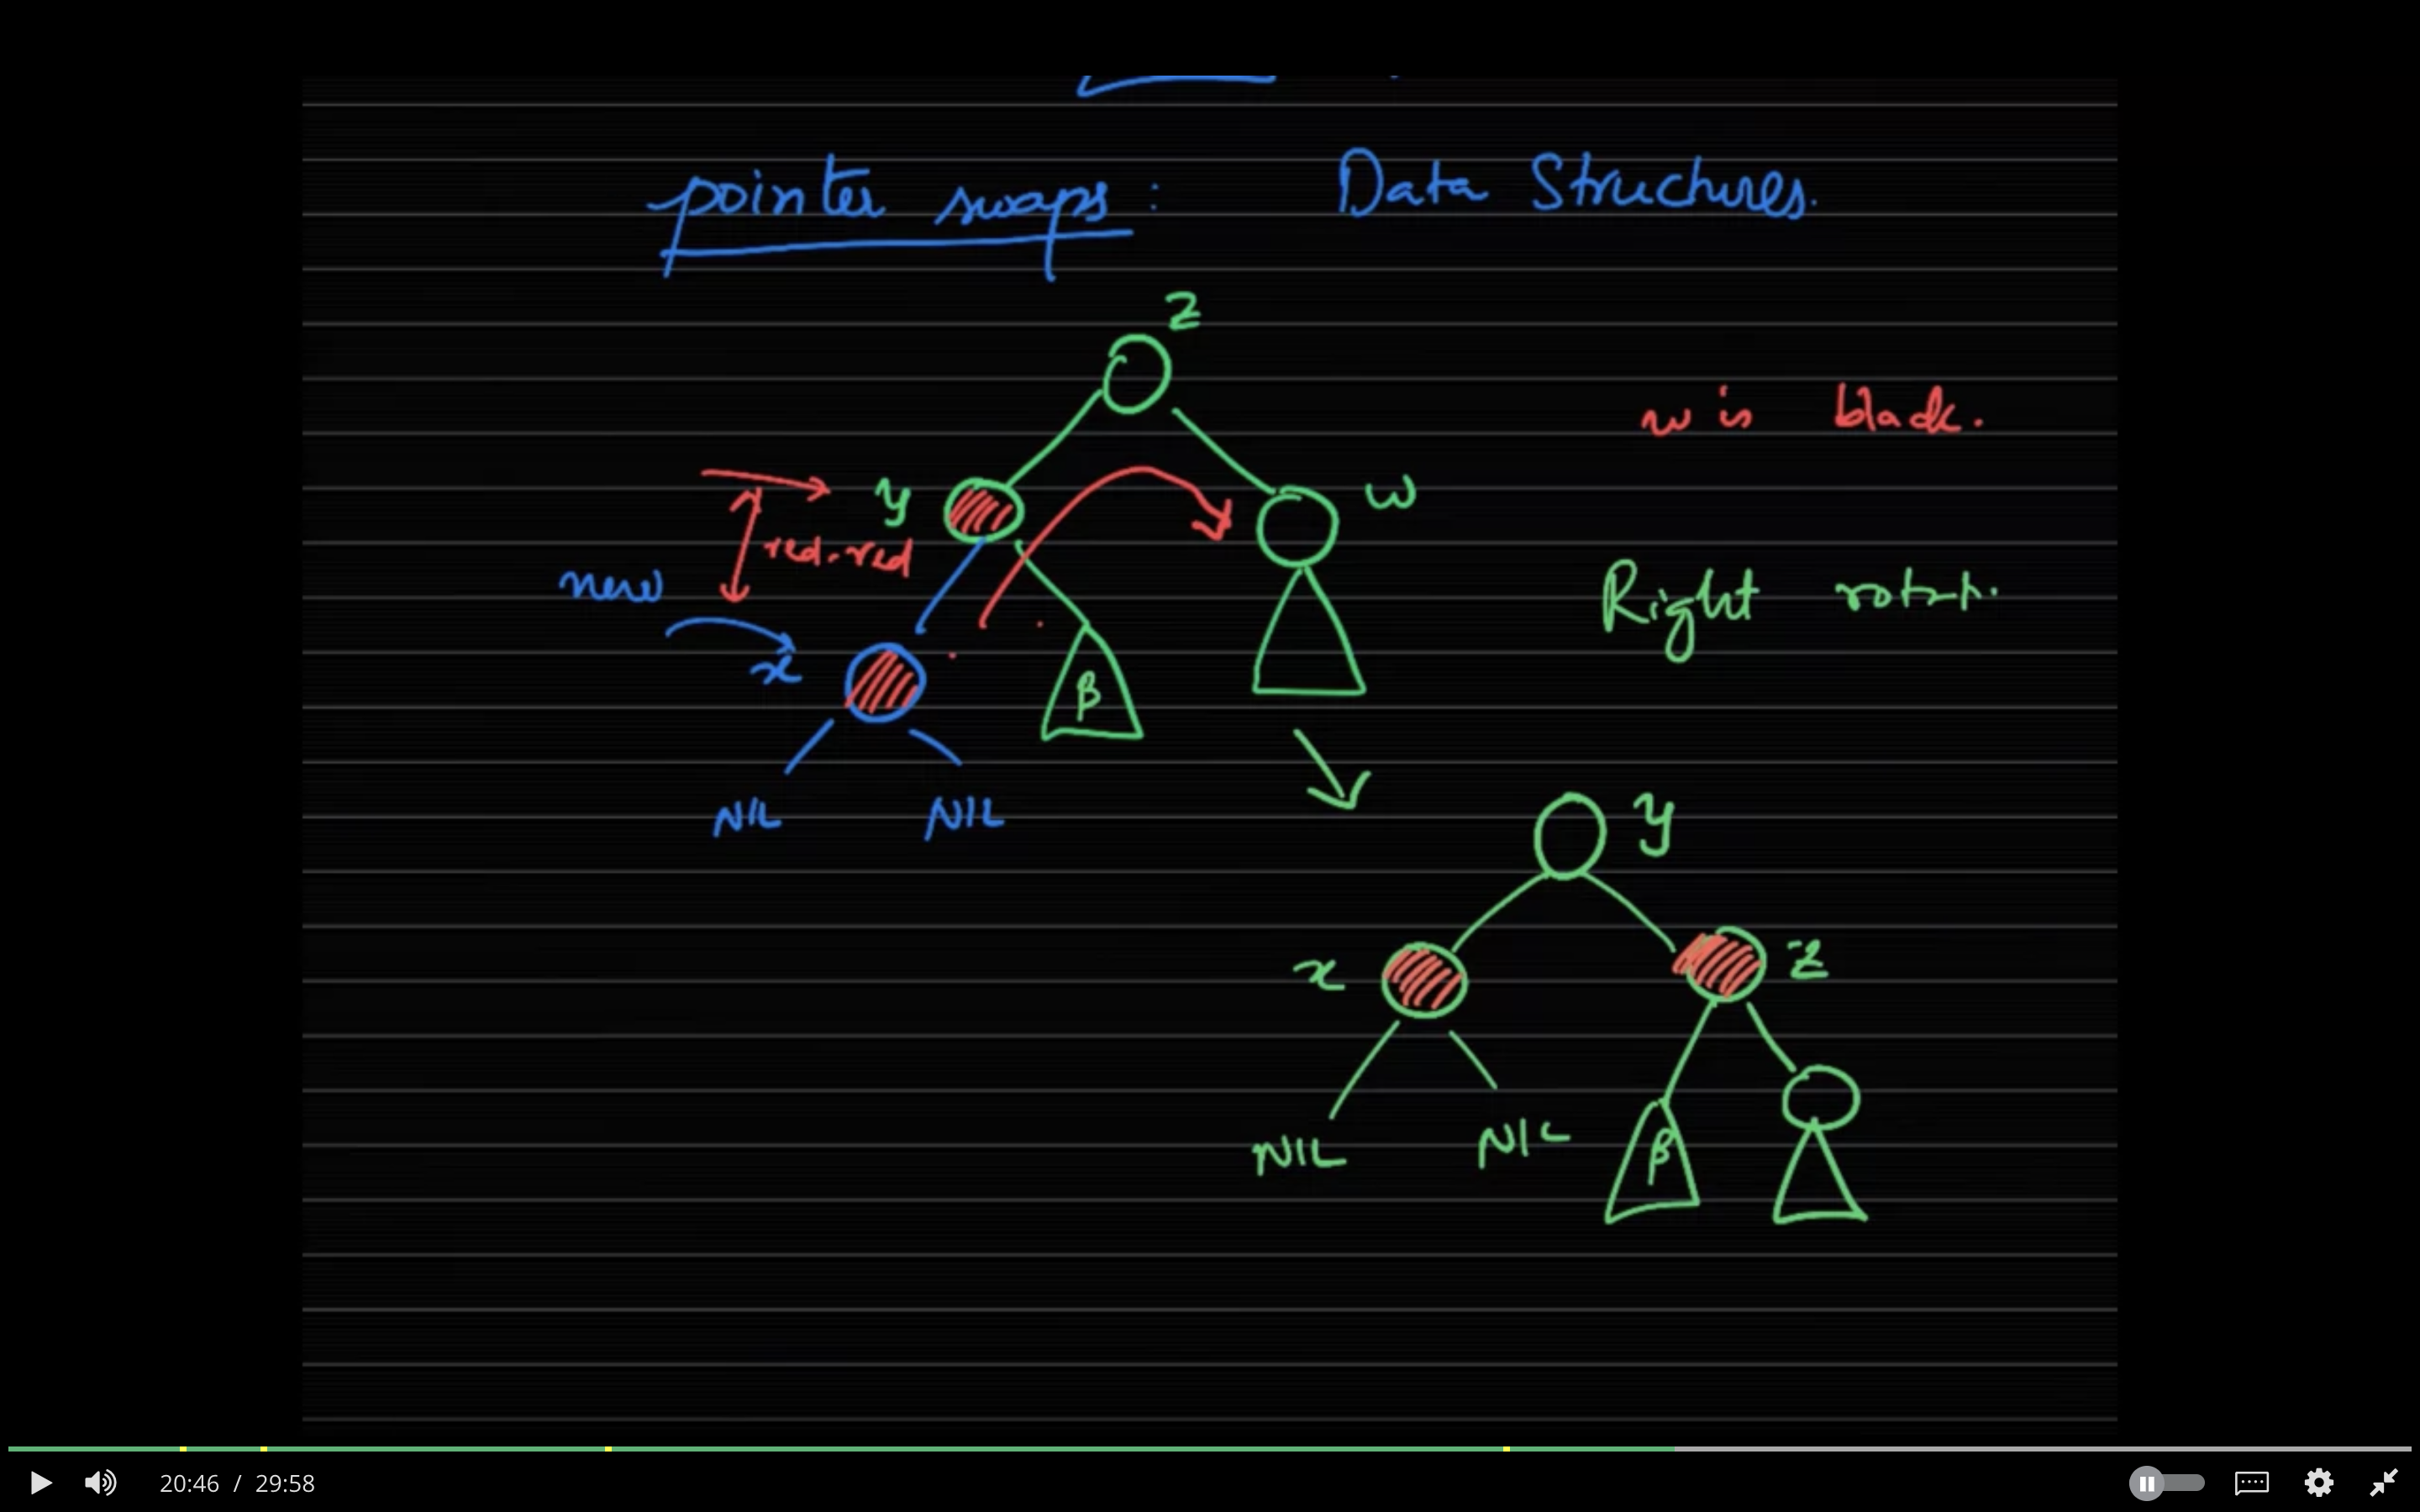 pointer swaps : Data Structures.
z
w is black.
y
w
red-red
new
Right rotat.
x
β
NIL NIL
y
x
z
NIL NIL
β
20:46 / 29:58